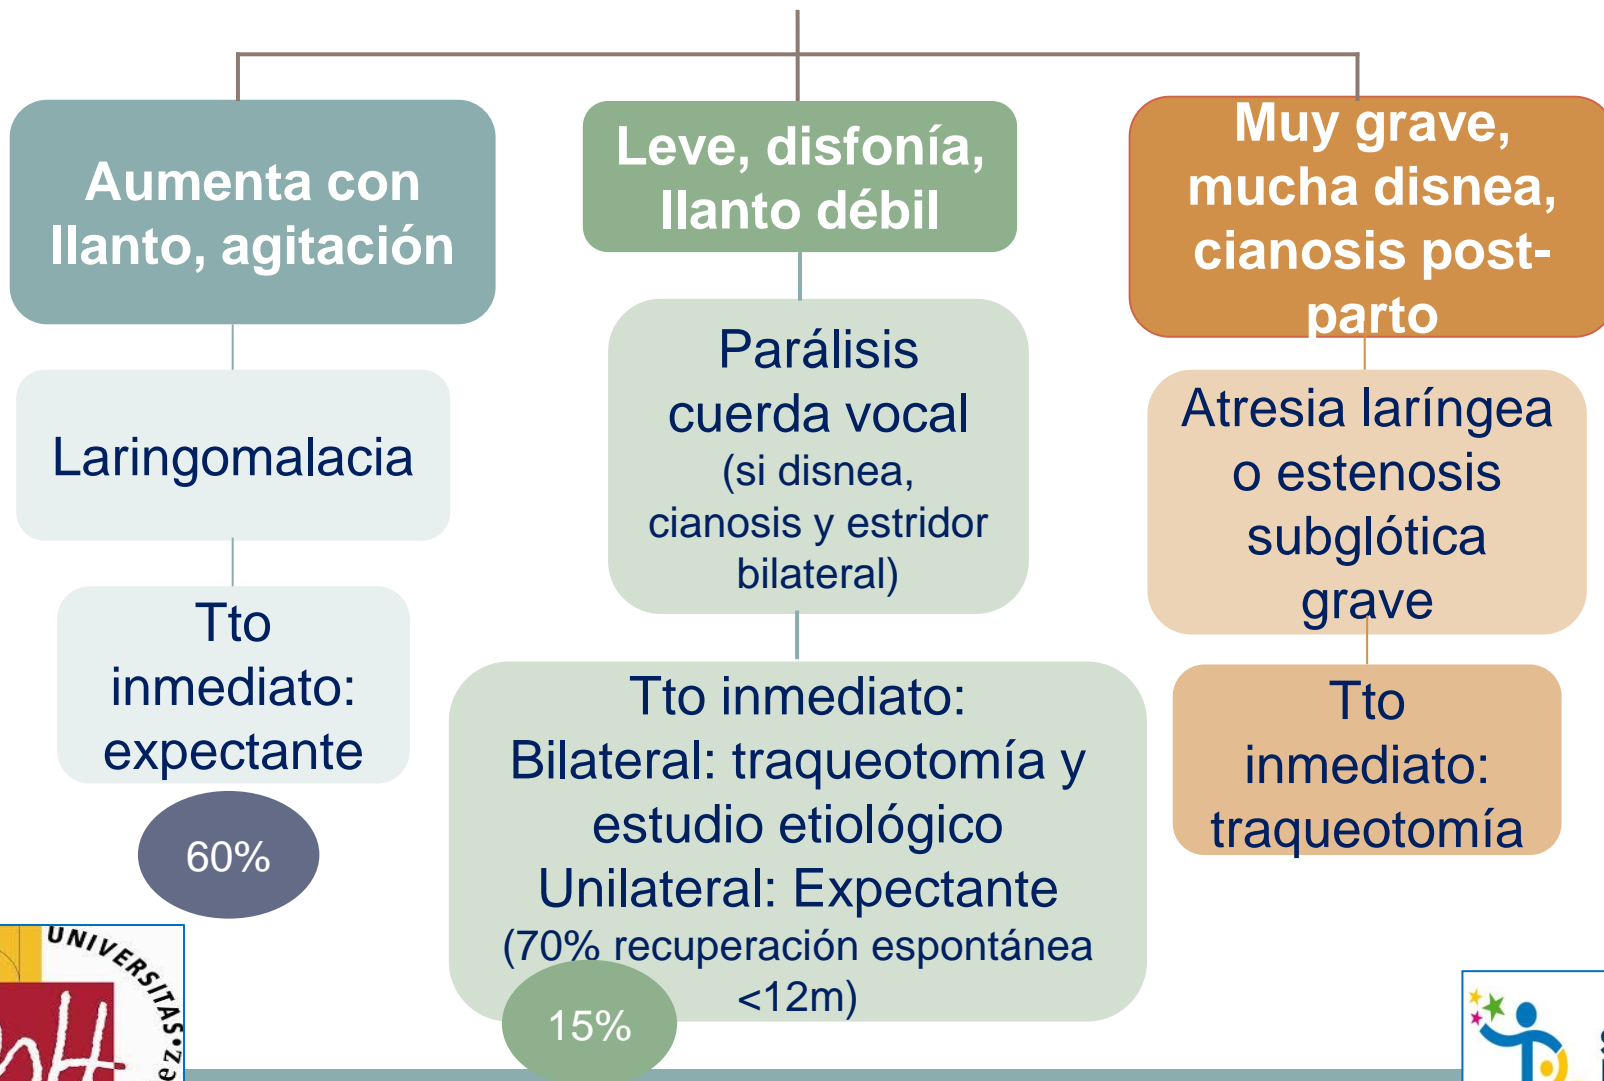 Aumenta con
llanto, agitación
Laringomalacia
Tto
inmediato:
expectante
60%
Leve, disfonía,
llanto débil
Parálisis
cuerda vocal
(si disnea,
cianosis y estridor
bilateral)
Tto inmediato:
Bilateral: traqueotomía y
estudio etiológico
Unilateral: Expectante
(70% recuperación espontánea
<12m)
15%
Muy grave,
mucha disnea,
cianosis post-
parto
Atresia laríngea
o estenosis
subglótica
grave
Tto
inmediato:
traqueotomía
UNIVERSITAS